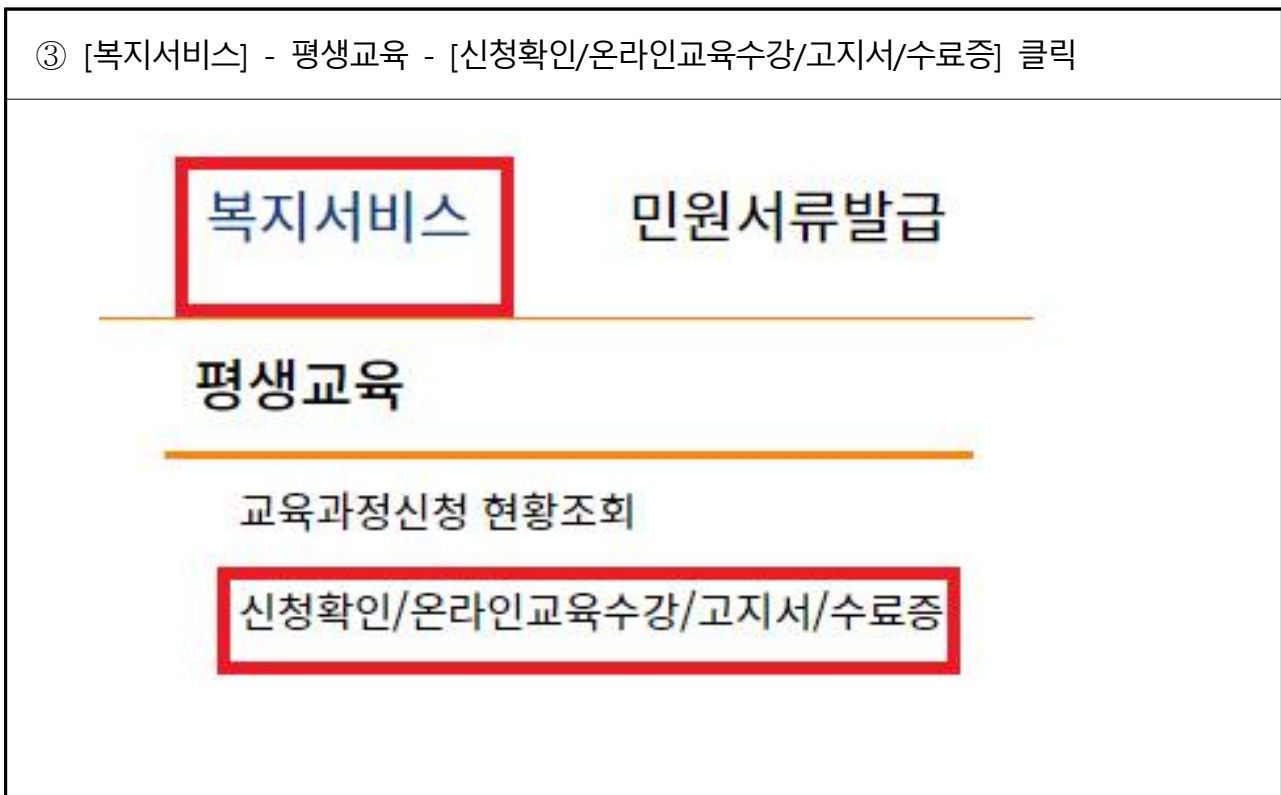 ③ [복지서비스] - 평생교육 - [신청확인/온라인교육수강/고지서/수료증] 클릭
복지서비스 민원서류발급
평생교육
교육과정신청 현황조회
신청확인/온라인교육수강/고지서/수료증